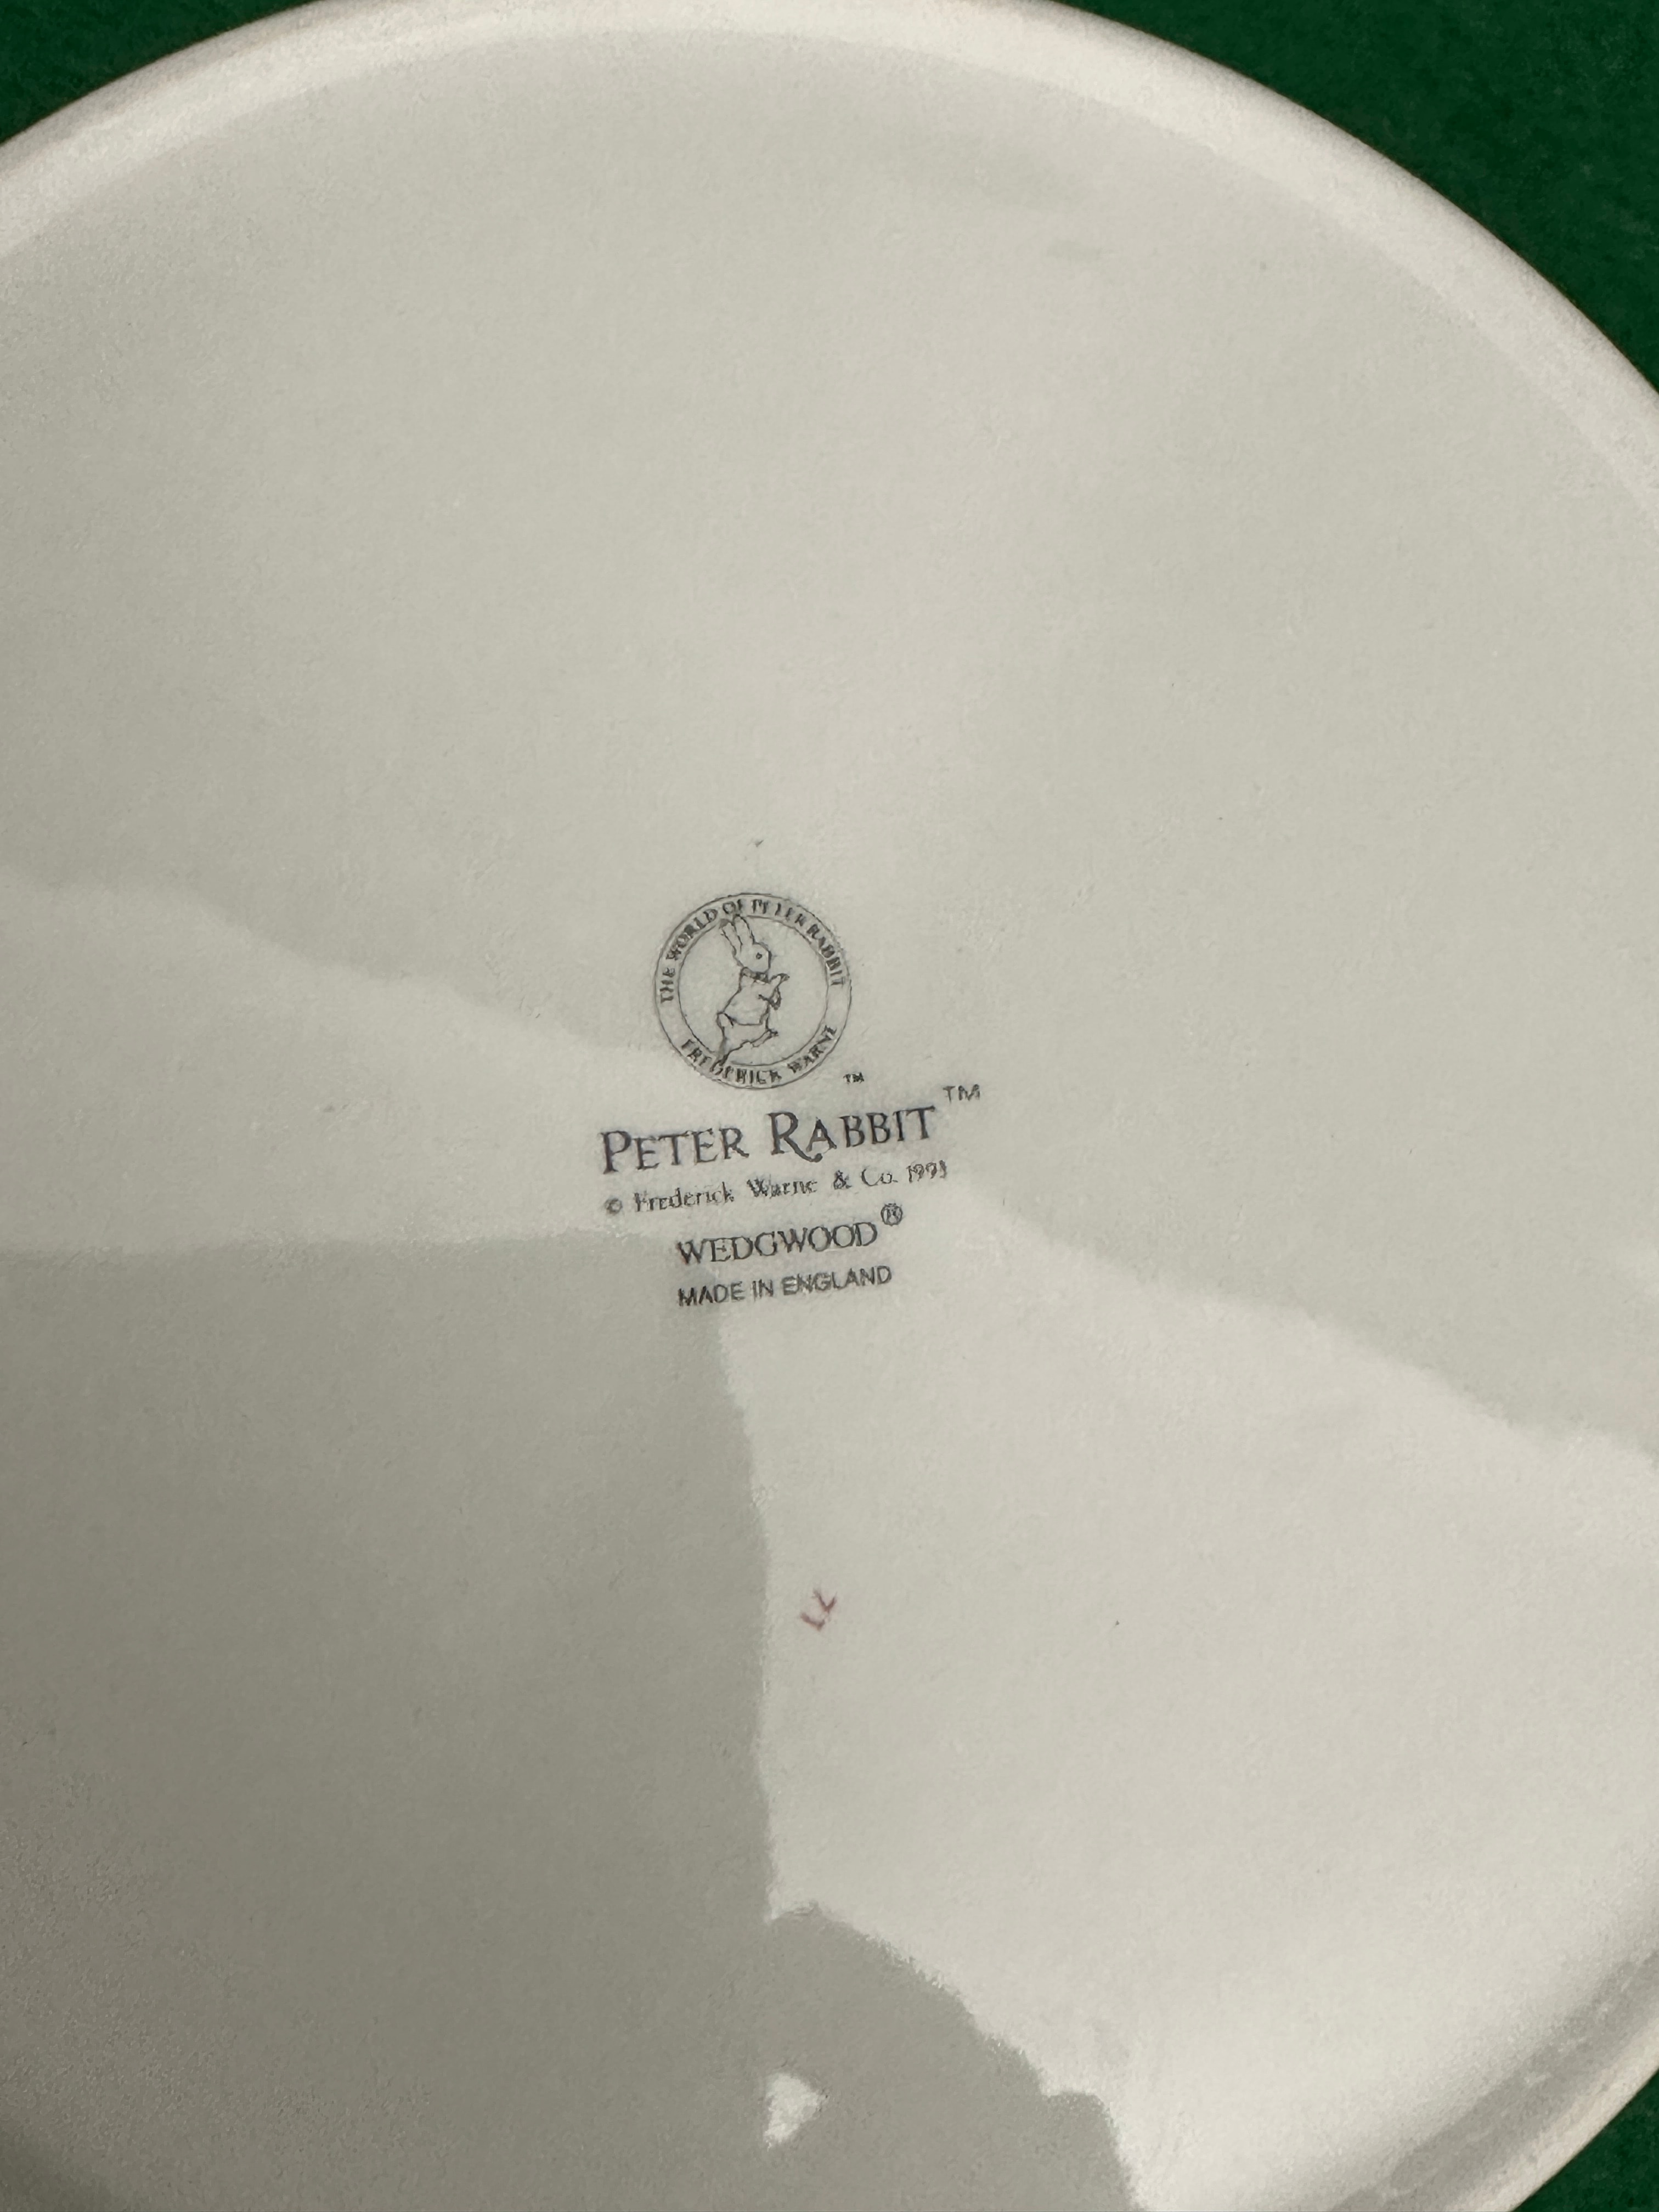 THE WORLD OF PETER RABBIT
FREDERICK WARNE
™
PETER RABBIT™
© Frederick Warne & Co. 1993
WEDGWOOD®
MADE IN ENGLAND